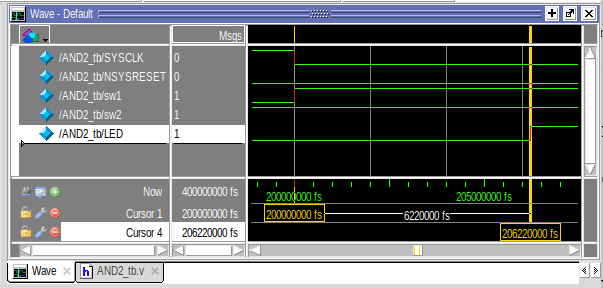 Wave - Default
Msgs
/AND2_tb/SYSCLK 0
/AND2_tb/NSYSRESET 0
/AND2_tb/sw1 1
/AND2_tb/sw2 1
/AND2_tb/LED 1
Now 400000000 fs 200000000 fs 205000000 fs
Cursor 1 200000000 fs 200000000 fs 6220000 fs
Cursor 4 206220000 fs 206220000 fs
Wave AND2_tb.v